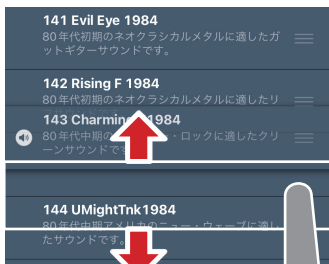 141 Evil Eye 1984
80年代初期のネオクラシカルメタルに適したガ
ットギターサウンドです。
142 Rising F 1984
80年代初期のネオクラシカルメタルに適したリ
143 Charming 1984
80年代中期の ・ロックに適したクリ
ーンサウンドです
144 UMightTnk1984
80年代中期アメリカのニュー・ウェーブに適し
たサウンドです。